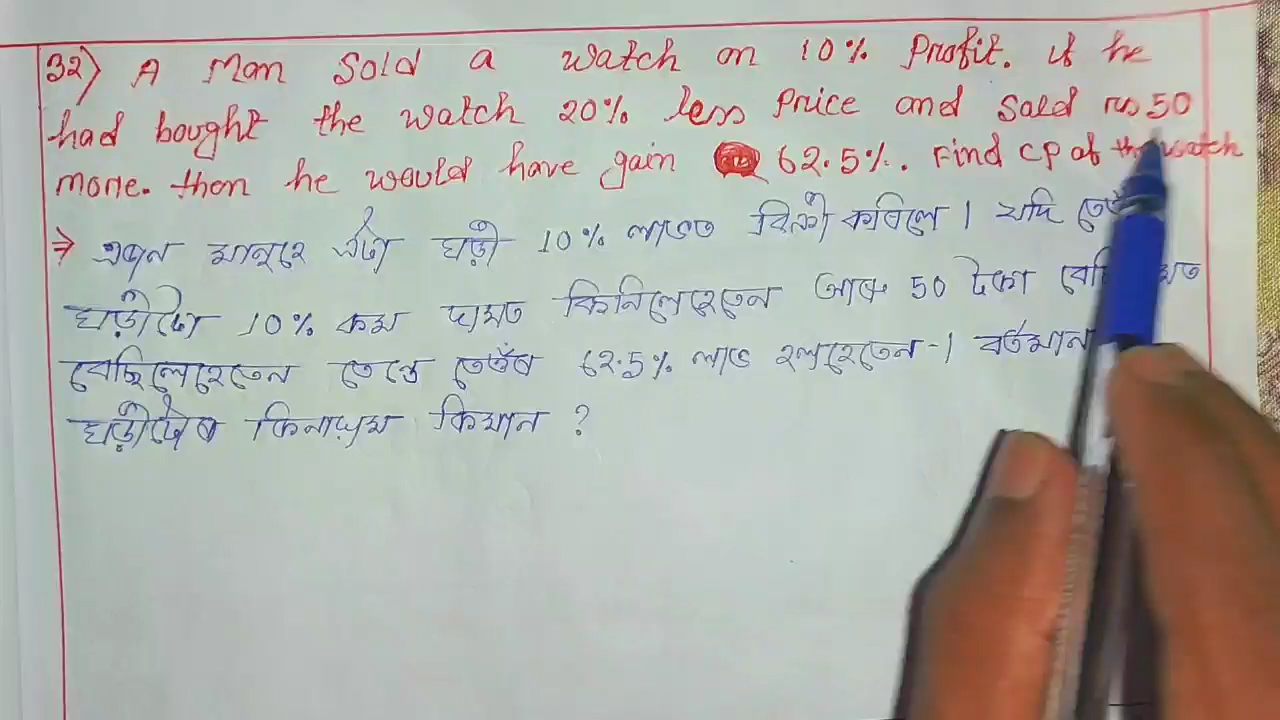 32) A Man Sold a watch on 10% Profit. if he
had bought the watch 20% less Price and Sold rs 50
more. then he would have gain 62.5%. Find CP of the watch
⇒ এজন মানুহে এটা ঘড়ী 10% লাভত বিক্ৰী কৰিলে। যদি
ঘড়ীটো 10% কম দামত কিনিলেহেতেন আৰু 50 টকা
বেছিলেহেতেন তেন্তে তেওঁৰ 62.5% লাভ হলহেতেন। বৰ্তমান
ঘড়ীটোৰ কিনাদাম কিমান ?